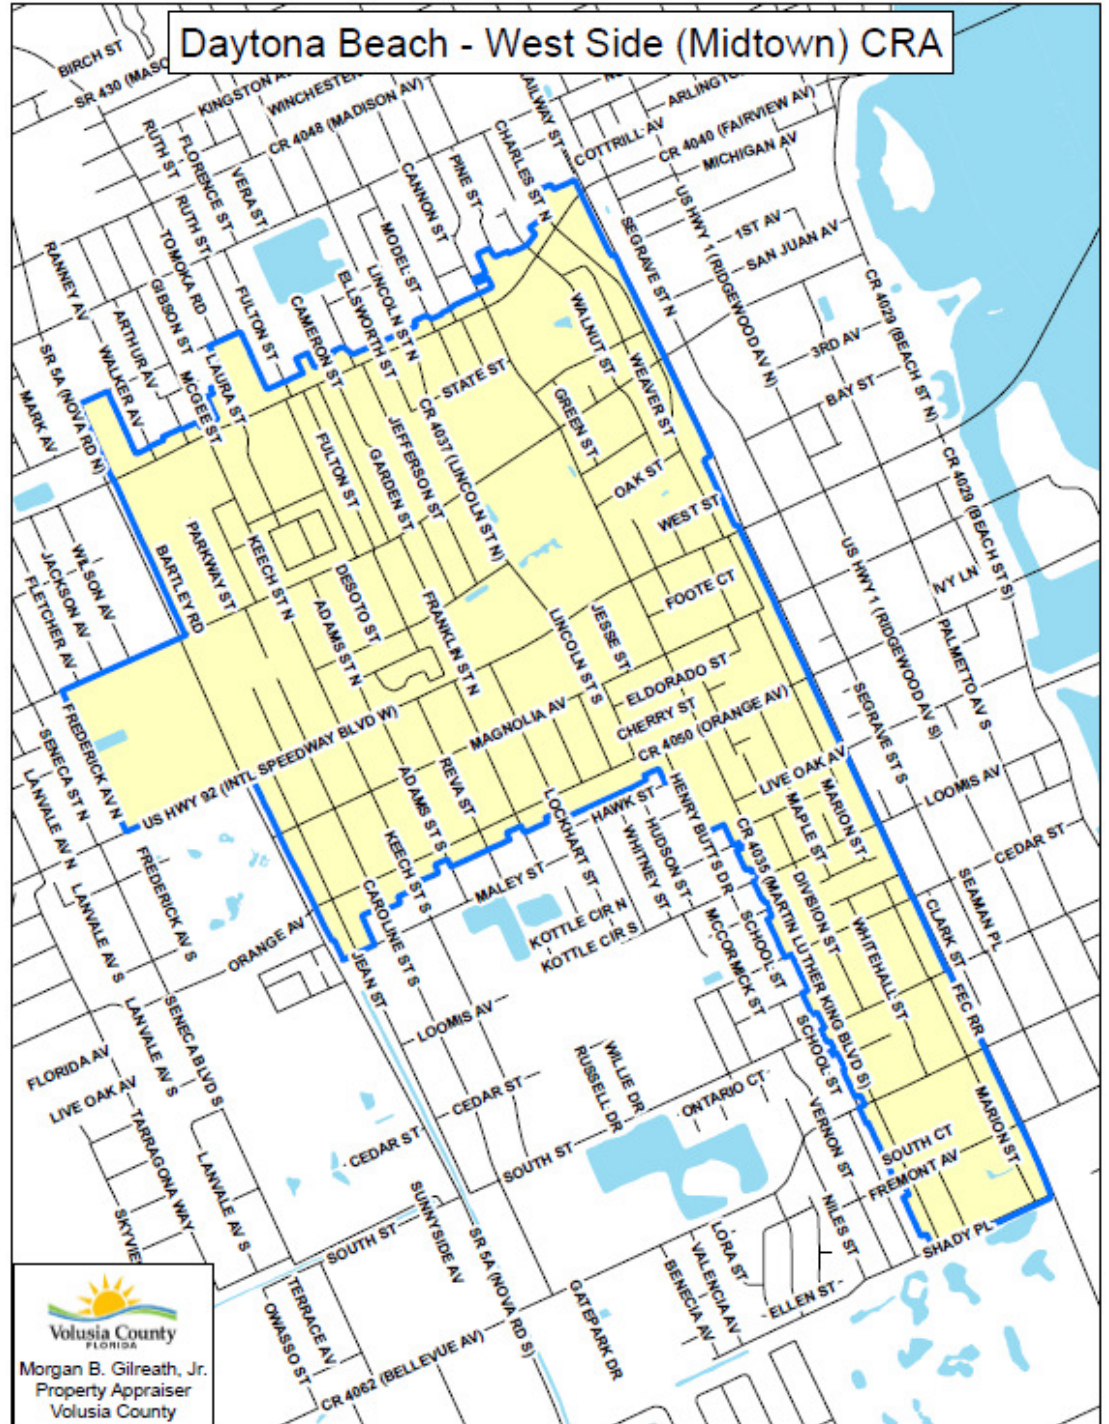 Daytona Beach - West Side (Midtown) CRA
BIRCH ST
SR 430 (MASO
KINGSTON A
WINCHESTER
CR 4048 (MADISON AV)
AILWAY ST
ARLINGTO
COTTRILL AV
CR 4040 (FAIRVIEW AV)
MICHIGAN AV
RUTH ST
FLORENCE ST
VERA ST
CANNON ST
PINE ST
CHARLES ST N
RUTH ST
TOMOKA RD
MODEL ST
SEGRAVE ST N
US HWY 1 (RIDGEWOOD AV N)
1ST AV
SAN JUAN AV
RANNEY AV
GIBSON ST
FULTON ST
CAMERON ST
ELLSWORTH ST
LINCOLN ST N
CR 4029 (BEACH ST N)
ARTHUR AV
WALKER AV
SR 5A (NOVA RD N)
MARK AV
MCGEE ST
LAURA ST
WALNUT ST
WEAVER ST
3RD AV
BAY ST
STATE ST
GREEN ST
CR 4037 (LINCOLN ST N)
JEFFERSON ST
GARDEN ST
FULTON ST
OAK ST
WEST ST
CR 4029 (BEACH ST S)
WILSON AV
JACKSON AV
FLETCHER AV
BARTLEY RD
PARKWAY ST
KEECH ST N
DESOTO ST
ADAMS ST N
FRANKLIN ST N
LINCOLN ST S
JESSE ST
FOOTE CT
US HWY 1 (RIDGEWOOD AV S)
IVY LN
PALMETTO AV S
ELDORADO ST
CHERRY ST
CR 4050 (ORANGE AV)
MAGNOLIA AV
US HWY 92 (INTL SPEEDWAY BLVD W)
FREDERICK AV N
SENECA ST N
LANVALE AV N
SEGRAVE ST S
LIVE OAK AV
LOOMIS AV
CEDAR ST
REVA ST
ADAMS ST S
KEECH ST S
LOCKHART ST
HAWK ST
HENRY BUTTS DR
HUDSON ST
WHITNEY ST
MAPLE ST
MARION ST
CR 4035 (MARTIN LUTHER KING BLVD S)
DIVISION ST
WHITEHALL ST
CLARK ST
SEAMAN PL
FEC RR
FREDERICK AV S
LANVALE AV S
ORANGE AV
CAROLINE ST S
JEAN ST
MALEY ST
KOTTLE CIR N
KOTTLE CIR S
MCCORMICK ST
SCHOOL ST
SCHOOL ST
LOOMIS AV
SENECA BLVD S
LANVALE AV S
FLORIDA AV
LIVE OAK AV
TARRAGONA WAY
LANVALE AV S
SKYVIE
CEDAR ST
CEDAR ST
WILLIE DR
RUSSELL DR
ONTARIO CT
VERNON ST
MARION ST
SOUTH CT
FREMONT AV
SHADY PL
SOUTH ST
SOUTH ST
SUNNYSIDE AV
SR 5A (NOVA RD S)
NILES ST
LORA ST
VALENCIA AV
BENECIA AV
ELLEN ST
GATEPARK DR
TERRACE AV
OWASSO ST
CR 4062 (BELLEVUE AV)
Volusia County
FLORIDA
Morgan B. Gilreath, Jr.
Property Appraiser
Volusia County